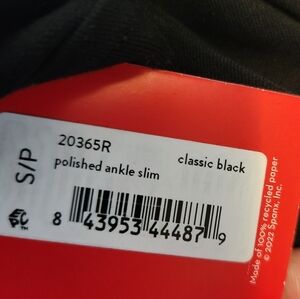 S/P
20365R
polished ankle slim
classic black
8 43953 44487 9
Made of 100% recycled paper
© 2022 Spanx, Inc.